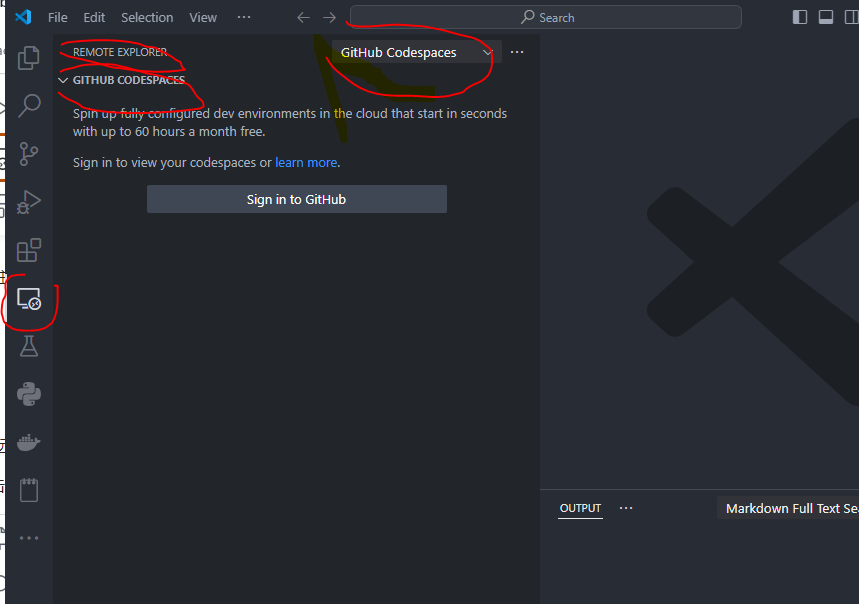 File Edit Selection View ···
Search
REMOTE EXPLORER
GitHub Codespaces ···
GITHUB CODESPACES
Spin up fully configured dev environments in the cloud that start in seconds
with up to 60 hours a month free.
Sign in to view your codespaces or learn more.
Sign in to GitHub
OUTPUT ···
Markdown Full Text Sea